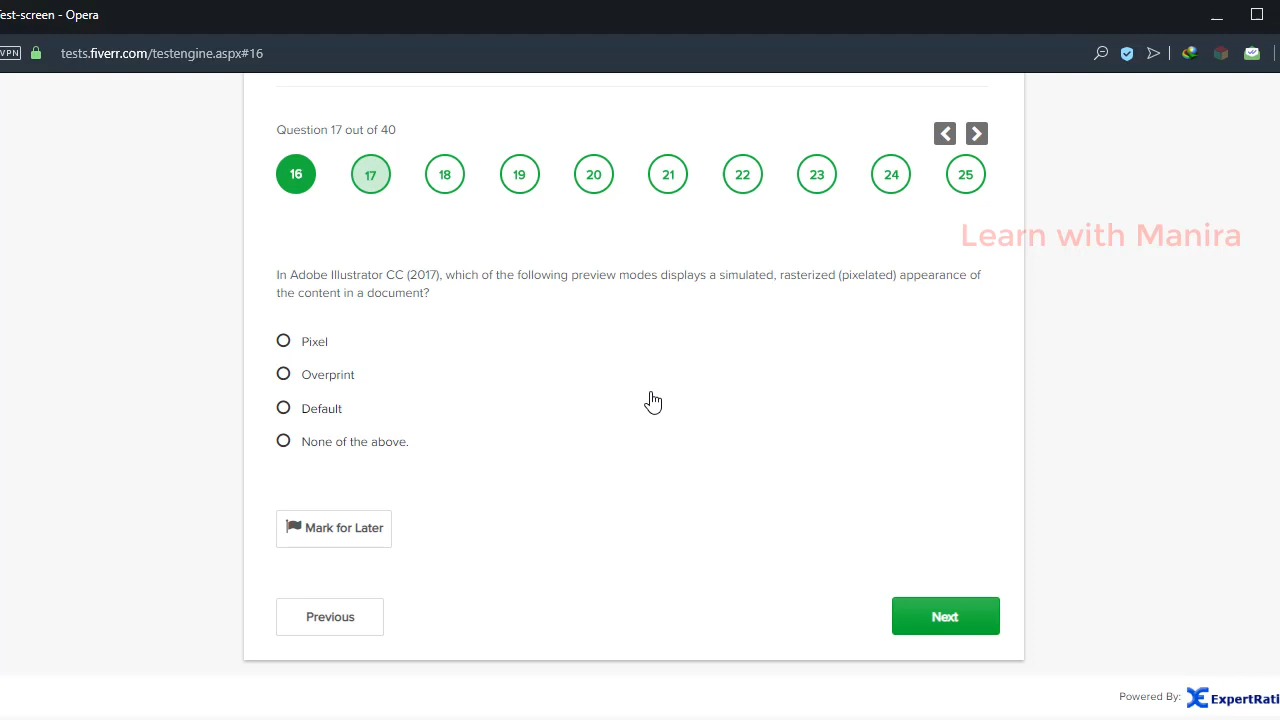 est-screen - Opera
VPN
tests.fiverr.com/testengine.aspx#16
Question 17 out of 40
16 17 18 19 20 21 22 23 24 25
Learn with Manira
In Adobe Illustrator CC (2017), which of the following preview modes displays a simulated, rasterized (pixelated) appearance of
the content in a document?
Pixel
Overprint
Default
None of the above.
Mark for Later
Previous
Next
Powered By: ExpertRati